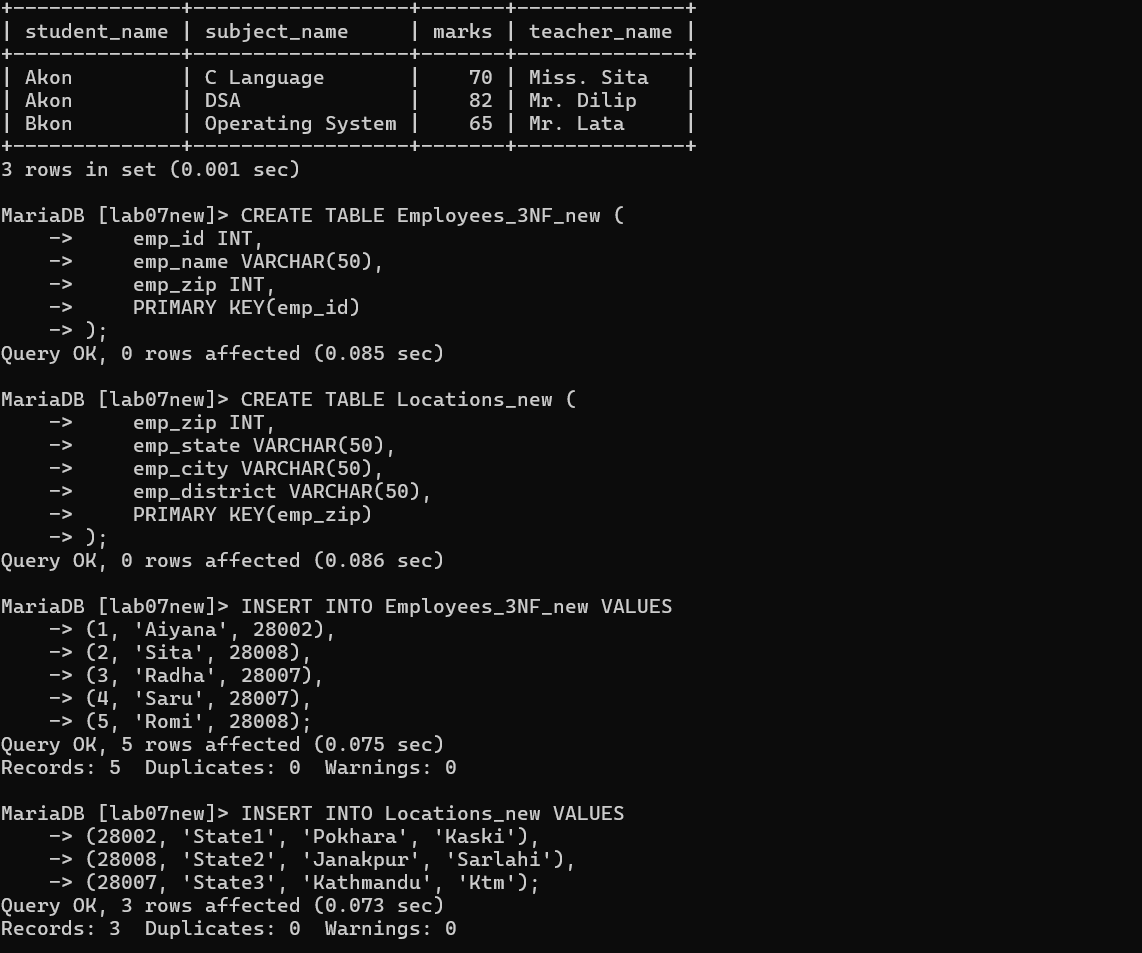 +--------------+------------------+-------+--------------+
| student_name | subject_name     | marks | teacher_name |
+--------------+------------------+-------+--------------+
| Akon         | C Language       |    70 | Miss. Sita   |
| Akon         | DSA              |    82 | Mr. Dilip    |
| Bkon         | Operating System |    65 | Mr. Lata     |
+--------------+------------------+-------+--------------+
3 rows in set (0.001 sec)

MariaDB [lab07new]> CREATE TABLE Employees_3NF_new (
    ->     emp_id INT,
    ->     emp_name VARCHAR(50),
    ->     emp_zip INT,
    ->     PRIMARY KEY(emp_id)
    -> );
Query OK, 0 rows affected (0.085 sec)

MariaDB [lab07new]> CREATE TABLE Locations_new (
    ->     emp_zip INT,
    ->     emp_state VARCHAR(50),
    ->     emp_city VARCHAR(50),
    ->     emp_district VARCHAR(50),
    ->     PRIMARY KEY(emp_zip)
    -> );
Query OK, 0 rows affected (0.086 sec)

MariaDB [lab07new]> INSERT INTO Employees_3NF_new VALUES
    -> (1, 'Aiyana', 28002),
    -> (2, 'Sita', 28008),
    -> (3, 'Radha', 28007),
    -> (4, 'Saru', 28007),
    -> (5, 'Romi', 28008);
Query OK, 5 rows affected (0.075 sec)
Records: 5  Duplicates: 0  Warnings: 0

MariaDB [lab07new]> INSERT INTO Locations_new VALUES
    -> (28002, 'State1', 'Pokhara', 'Kaski'),
    -> (28008, 'State2', 'Janakpur', 'Sarlahi'),
    -> (28007, 'State3', 'Kathmandu', 'Ktm');
Query OK, 3 rows affected (0.073 sec)
Records: 3  Duplicates: 0  Warnings: 0